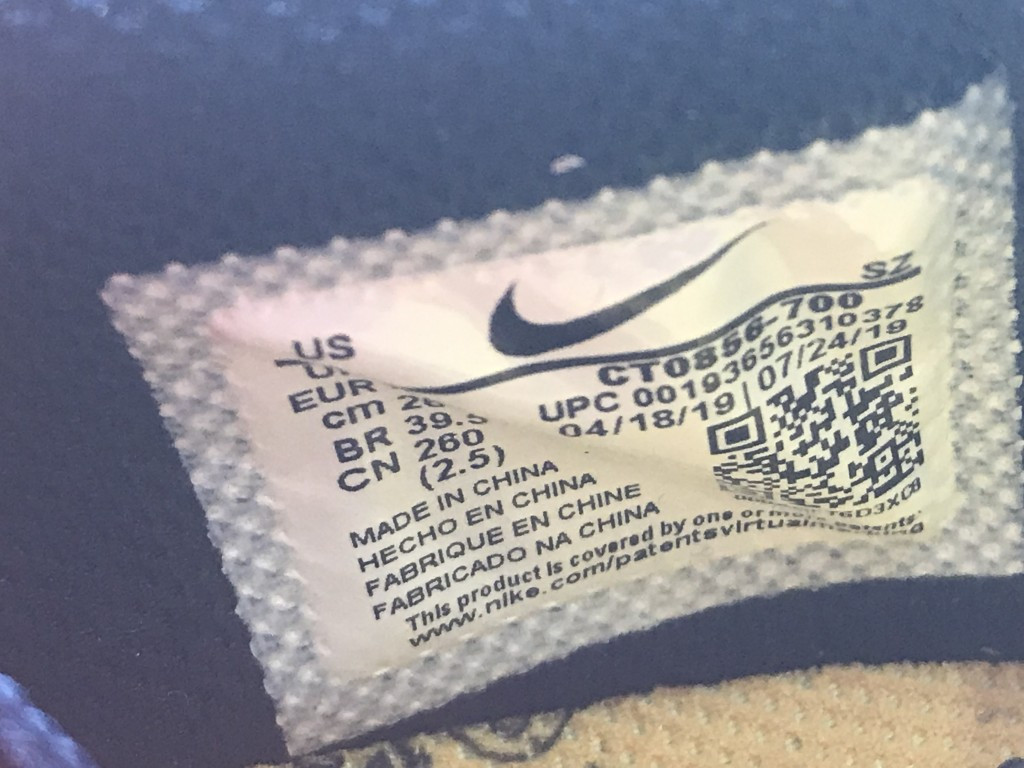 SZ
US
EUR
cm
BR 39.5
CN 260
(2.5)
CT0856-700
UPC 00193656310378
04/18/19 07/24/19
MADE IN CHINA
HECHO EN CHINA
FABRIQUE EN CHINE
FABRICADO NA CHINA
This product is covered by one or
www.nike.com/patents